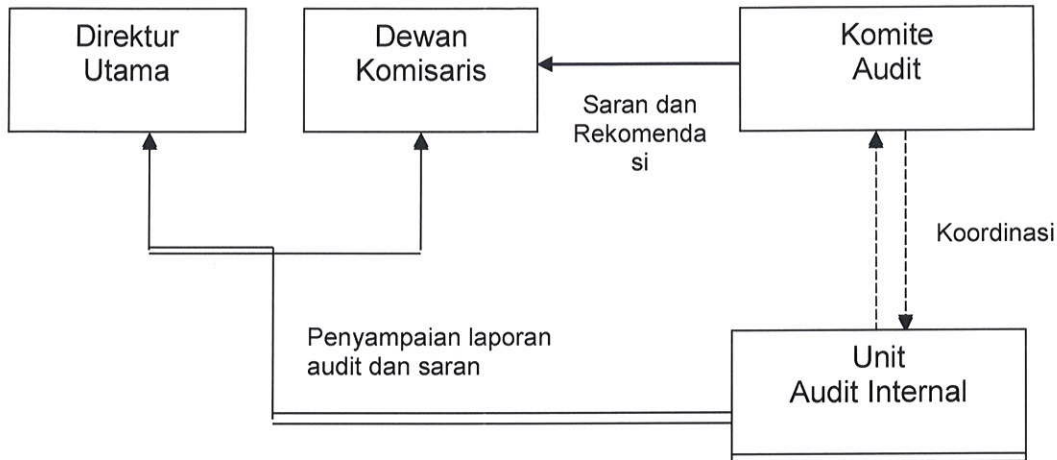 Direktur
Utama
Dewan
Komisaris
Komite
Audit
Saran dan
Rekomenda
si
Koordinasi
Penyampaian laporan
audit dan saran
Unit
Audit Internal